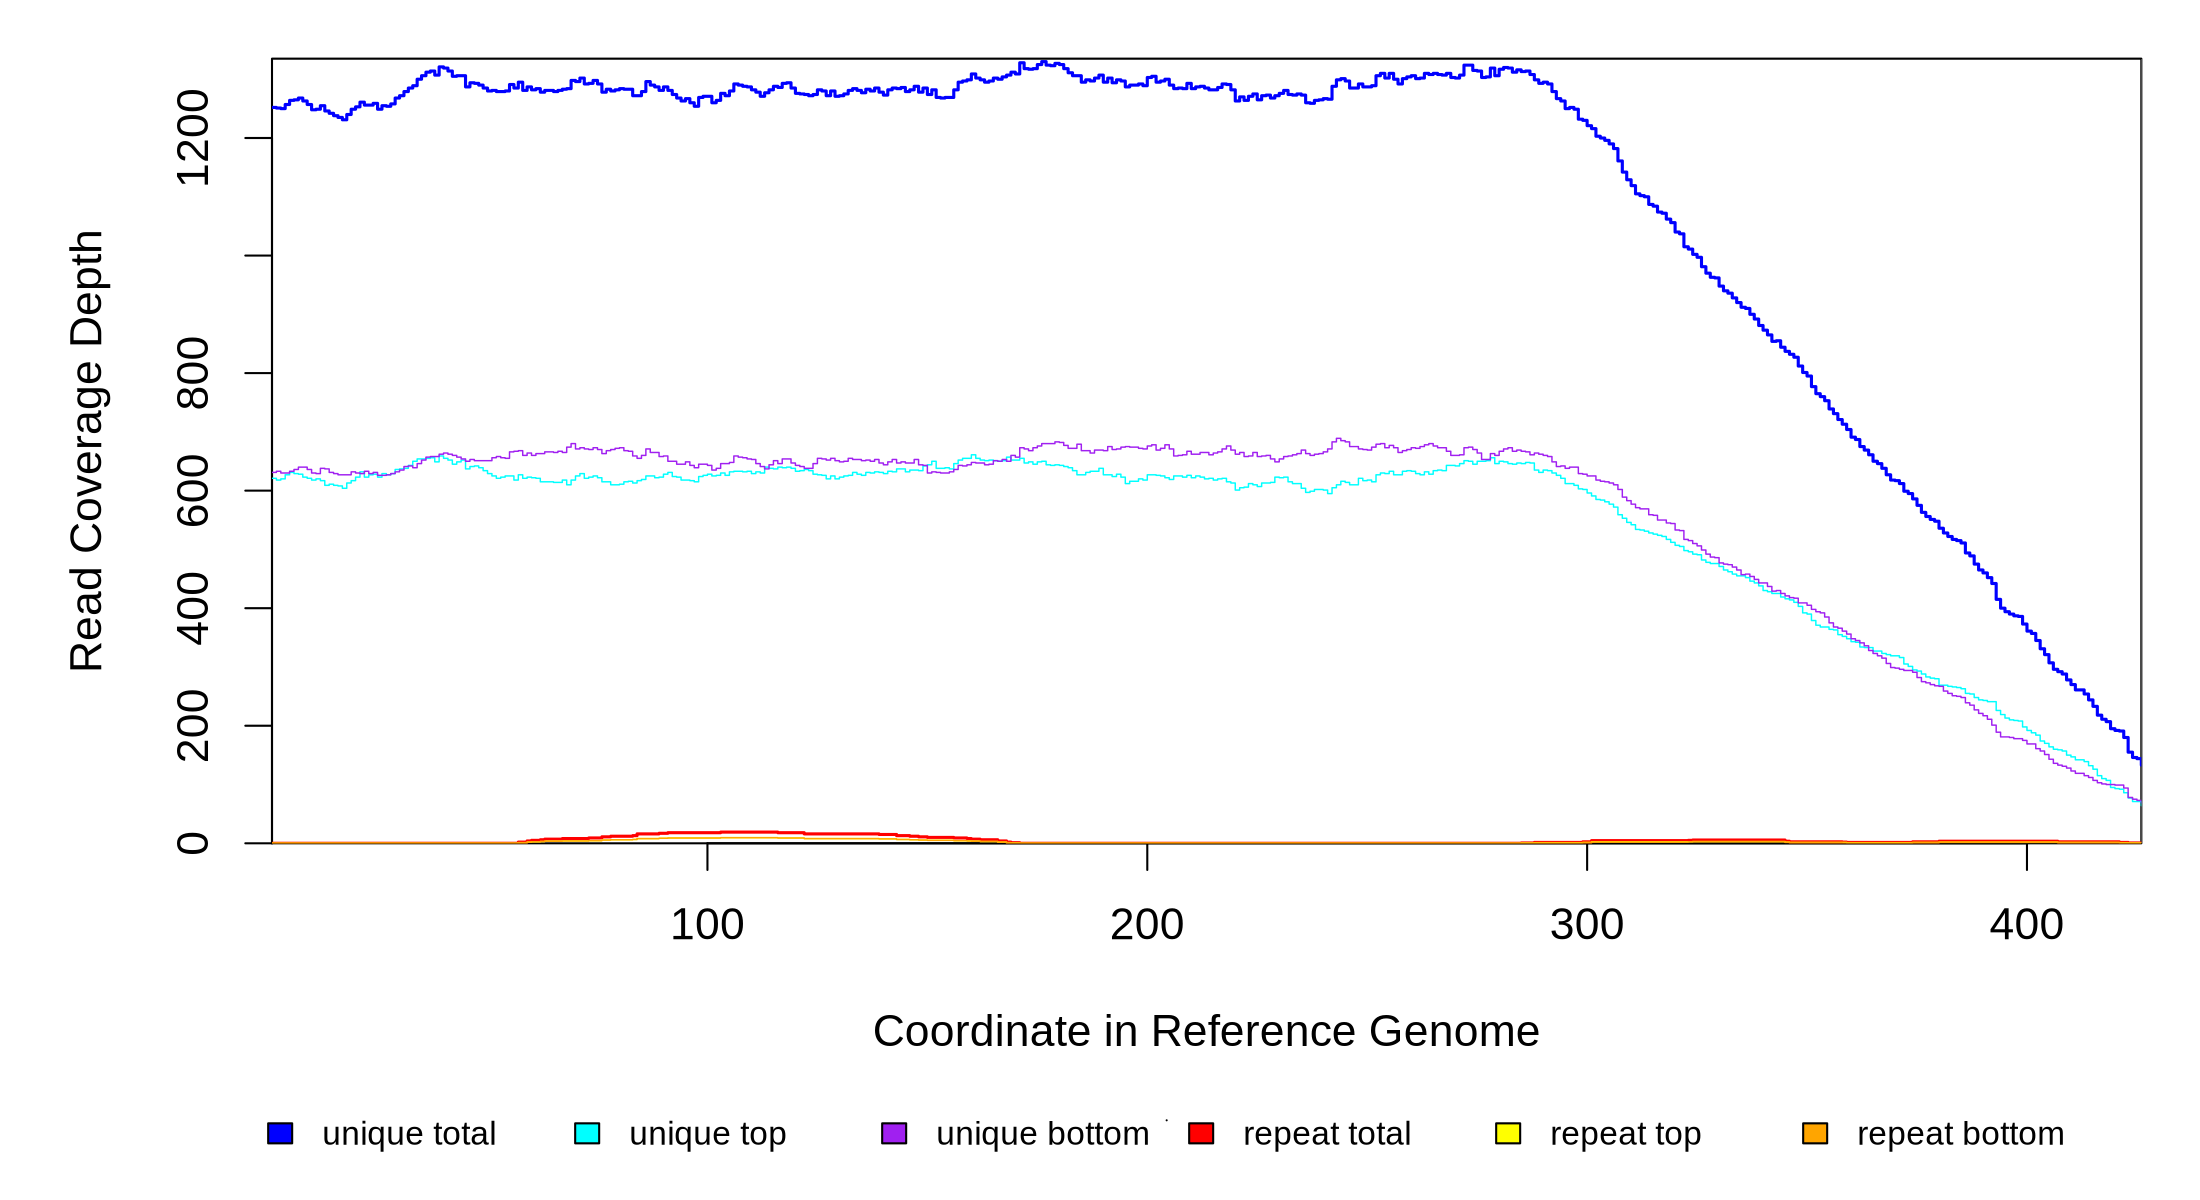 Read Coverage Depth
1200
800
600
400
200
0
100 200 300 400
Coordinate in Reference Genome
unique total unique top unique bottom repeat total repeat top repeat bottom